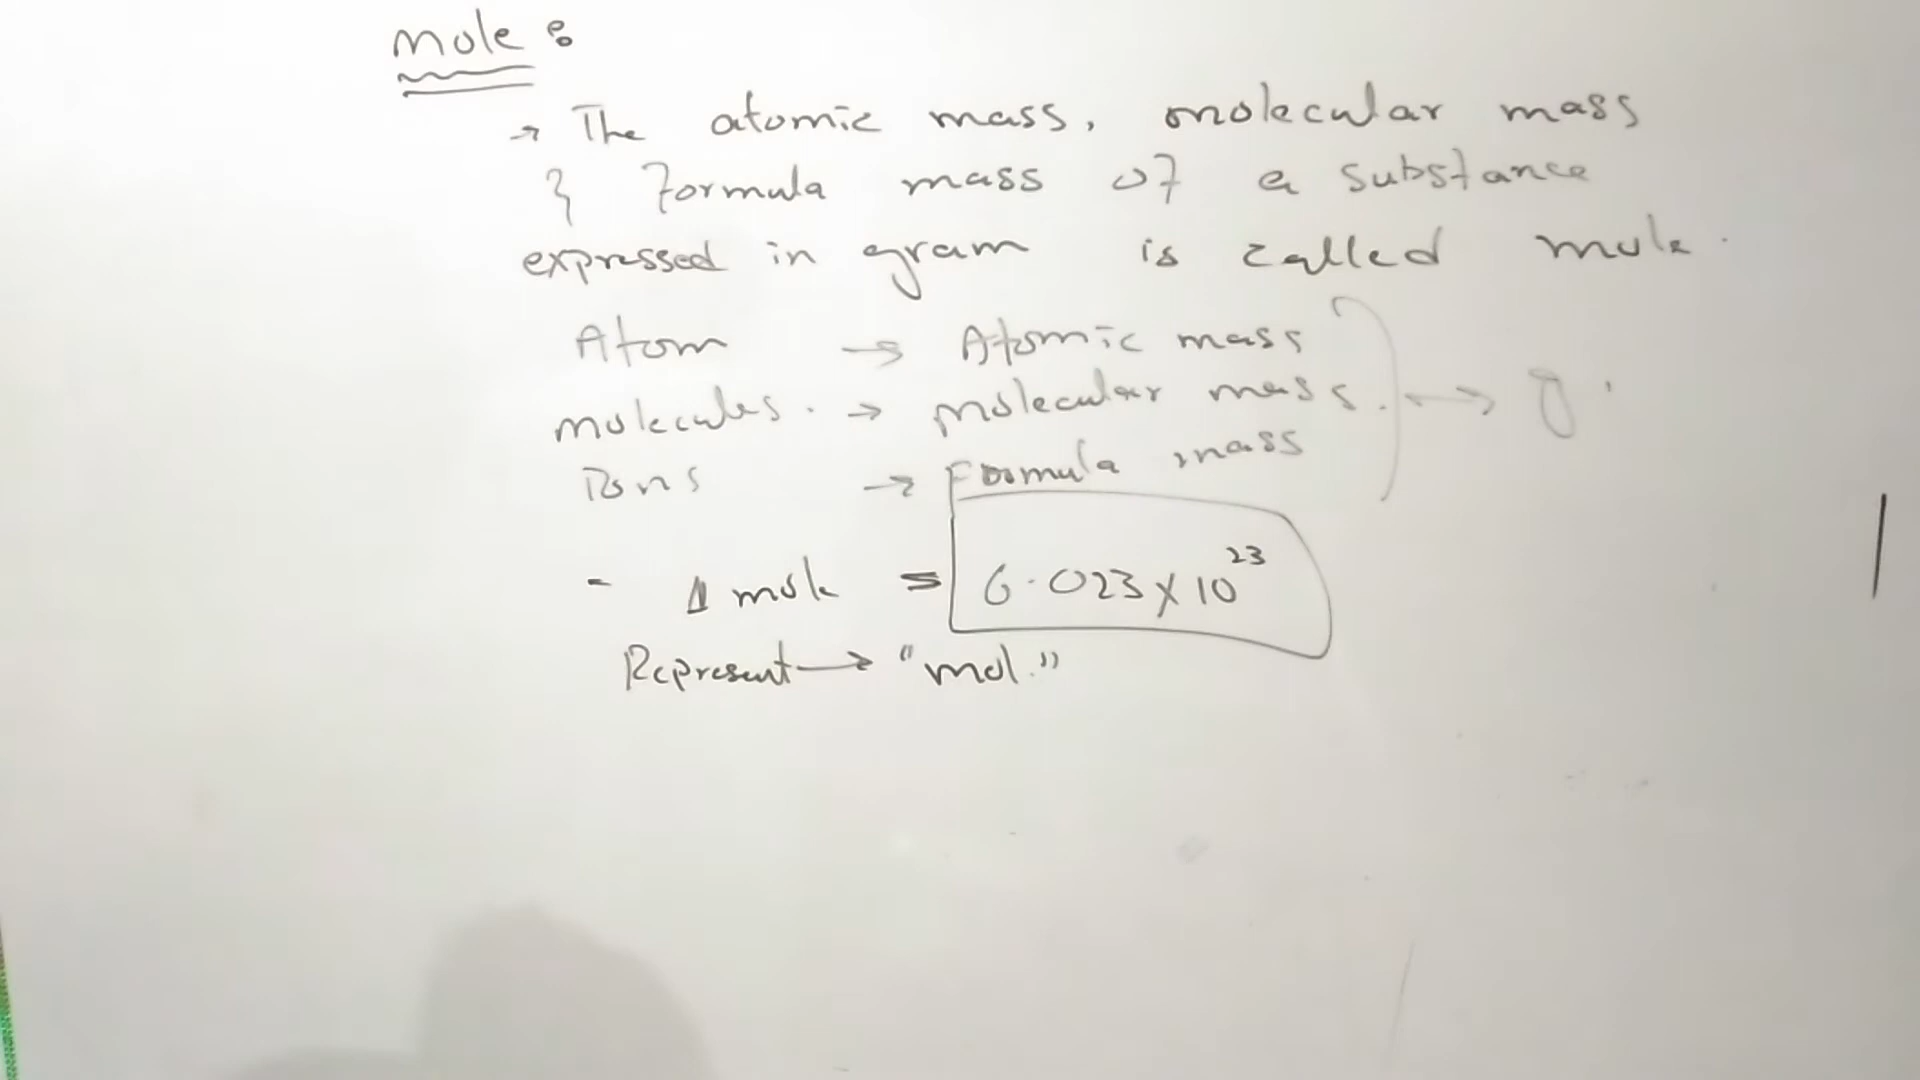 Mole :
→ The atomic mass, molecular mass
& Formula mass of a substance
expressed in gram is called mole.
Atom → Atomic mass
molecules. → molecular mass. → g.
Ions → Formula mass
- 1 mole = 6.023 x 10²³
Represent → "mol."